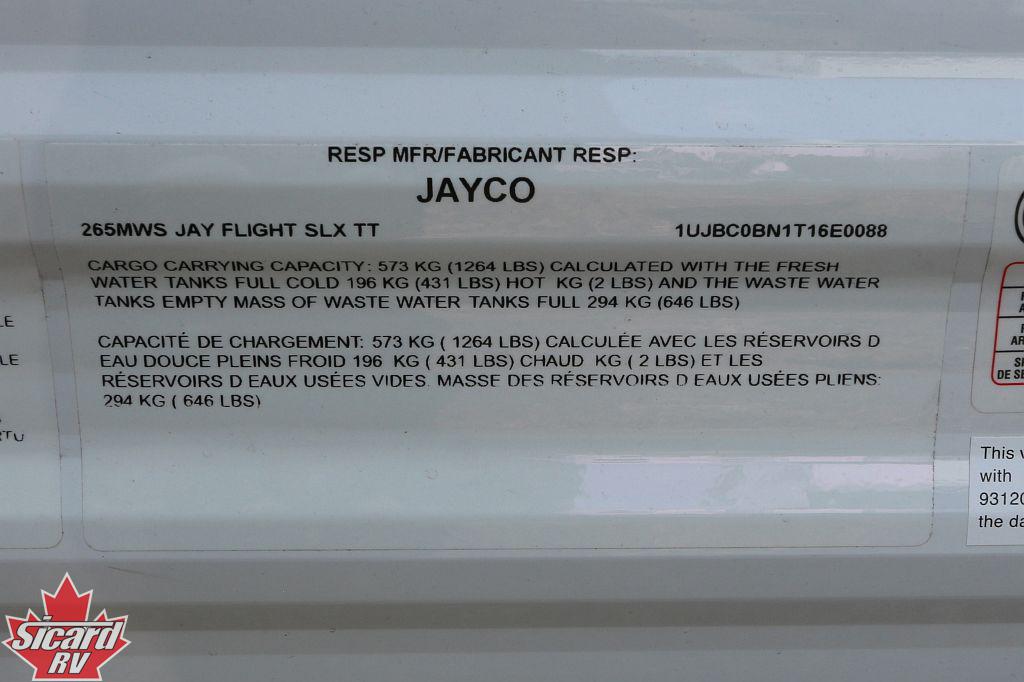 RESP MFR/FABRICANT RESP:
JAYCO
265MWS JAY FLIGHT SLX TT 1UJBC0BN1T16E0088
CARGO CARRYING CAPACITY: 573 KG (1264 LBS) CALCULATED WITH THE FRESH
WATER TANKS FULL COLD 196 KG (431 LBS) HOT KG (2 LBS) AND THE WASTE WATER
TANKS EMPTY MASS OF WASTE WATER TANKS FULL 294 KG (646 LBS)
CAPACITÉ DE CHARGEMENT: 573 KG ( 1264 LBS) CALCULÉE AVEC LES RÉSERVOIRS D
EAU DOUCE PLEINS FROID 196 KG ( 431 LBS) CHAUD KG ( 2 LBS) ET LES
RÉSERVOIRS D EAUX USÉES VIDES. MASSE DES RÉSERVOIRS D EAUX USÉES PLIENS:
294 KG ( 646 LBS)
This
with
9312
the
DE
Sicard
RV